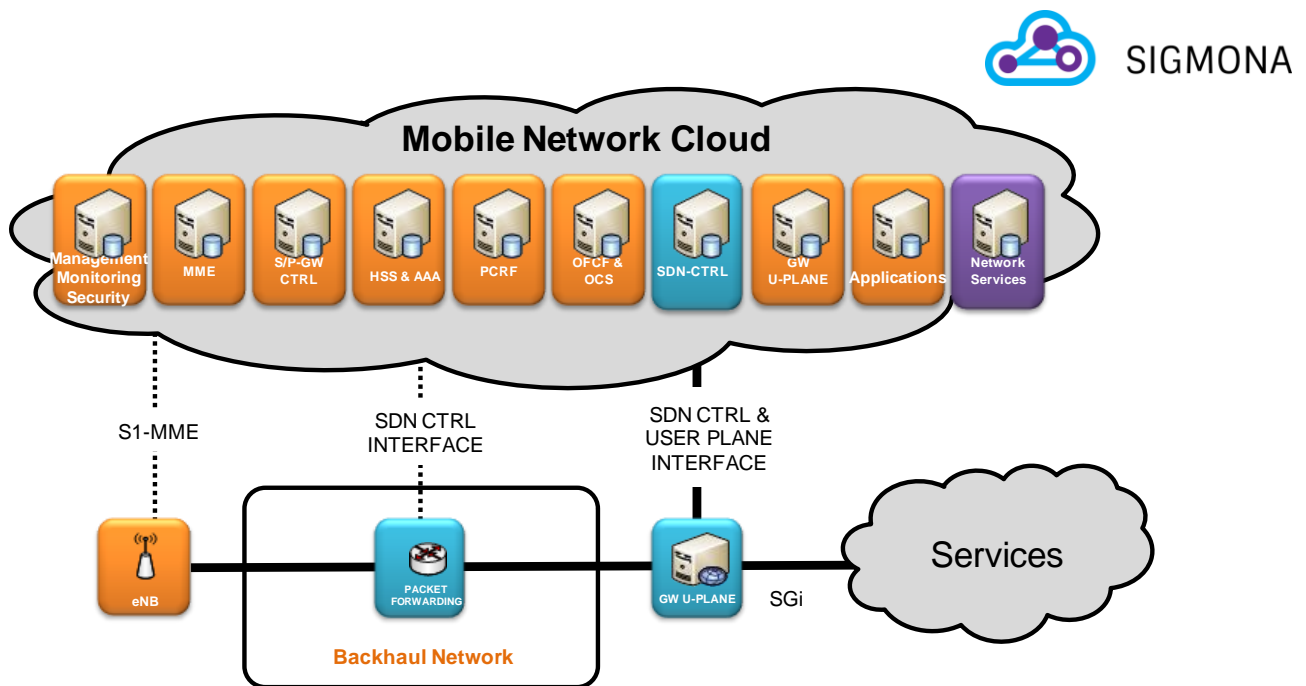 SIGMONA
Mobile Network Cloud
Management
Monitoring
Security
MME
S/P-GW
CTRL
HSS & AAA
PCRF
OFCF &
OCS
SDN-CTRL
GW
U-PLANE
Applications
Network
Services
S1-MME
SDN CTRL
INTERFACE
SDN CTRL &
USER PLANE
INTERFACE
eNB
PACKET
FORWARDING
GW U-PLANE
SGi
Services
Backhaul Network